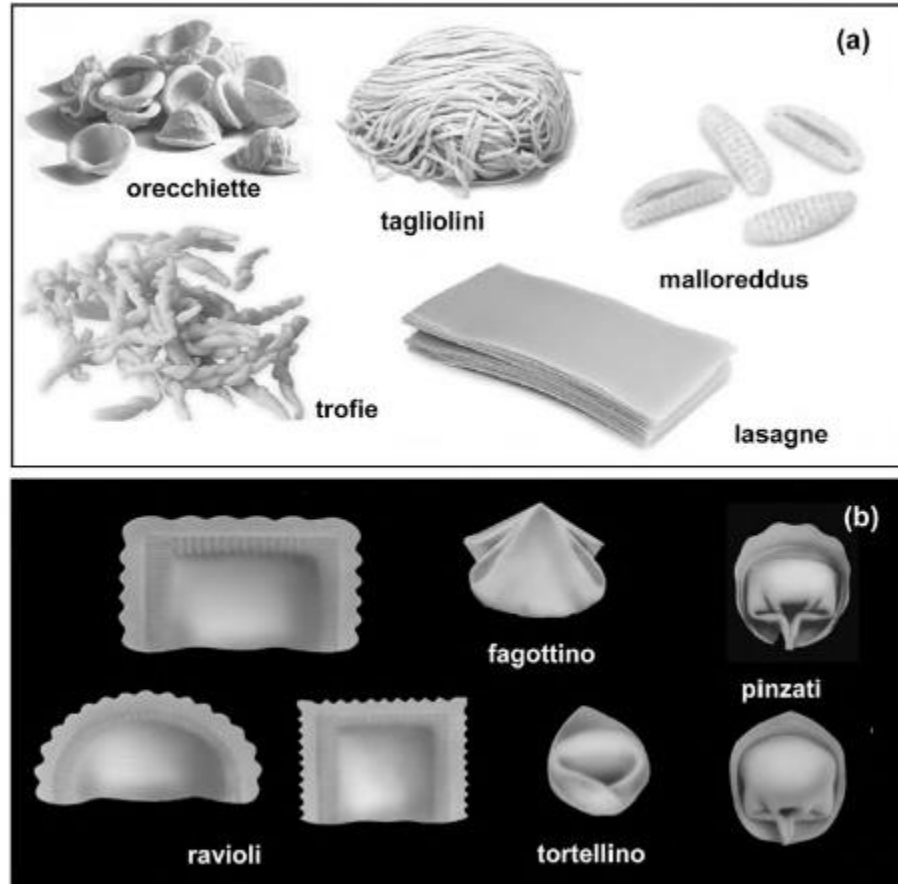 (a)
orecchiette
tagliolini
malloreddus
trofie
lasagne
(b)
fagottino
pinzati
ravioli
tortellino